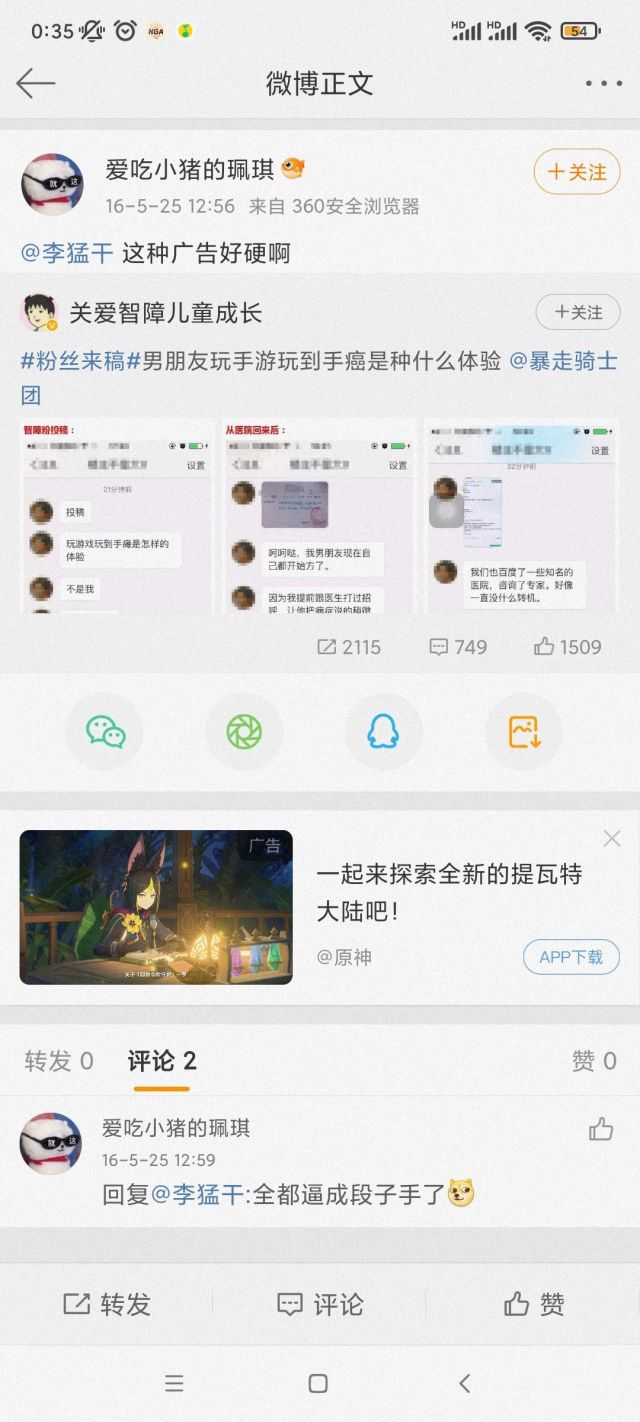 0:35
NGA
HD HD 54
微博正文
爱吃小猪的珮琪
+关注
16-5-25 12:56 来自 360安全浏览器
@李猛干 这种广告好硬啊
关爱智障儿童成长
+关注
#粉丝来稿#男朋友玩手游玩到手癌是种什么体验 @暴走骑士
团
智障粉投稿：
设置
21分钟前
投稿
玩游戏玩到手癌是怎样的
体验
不是我
从医院回来后：
设置
呵呵哒，我男朋友现在自
己都开始方了。
因为我提前跟医生打过招
呼，让他把病症说的稍微
设置
32分钟前
我们也百度了一些知名的
医院，咨询了专家。好像
一直没什么转机。
2115
749
1509
广告
一起来探索全新的提瓦特
大陆吧！
@原神
APP下载
转发 0
评论 2
赞 0
就 这
爱吃小猪的珮琪
16-5-25 12:59
回复@李猛干:全都逼成段子手了
转发
评论
赞